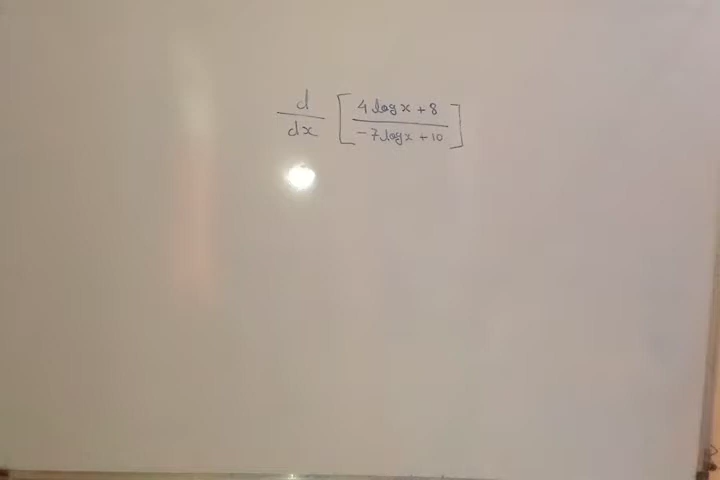 d/dx [ (4 log x + 8) / (-7 log x + 10) ]